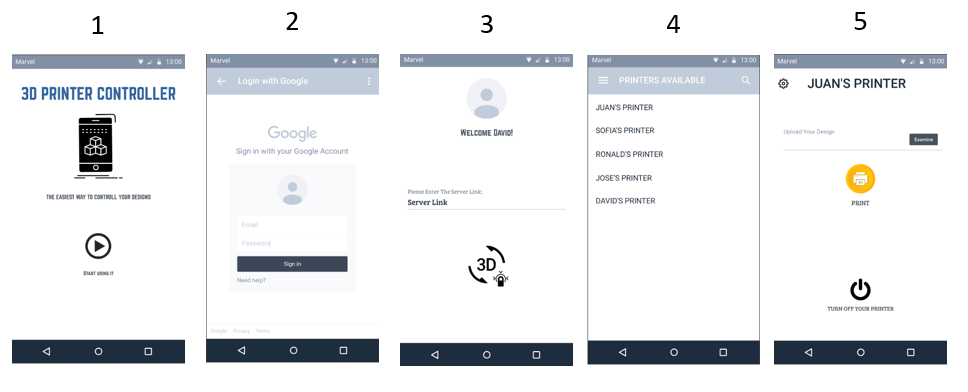 1
2
3
4
5
Marvel 13:00
3D PRINTER CONTROLLER
THE EASIEST WAY TO CONTROLL YOUR DESIGNS
START USING IT
Marvel 13:00
Login with Google
Google
Sign in with your Google Account
Email
Password
Sign in
Need help?
Google Privacy Terms
Marvel 13:00
WELCOME DAVID!
Please Enter The Server Link:
Server Link
3D
Marvel 13:00
PRINTERS AVAILABLE
JUAN'S PRINTER
SOFIA'S PRINTER
RONALD'S PRINTER
JOSE'S PRINTER
DAVID'S PRINTER
Marvel 13:00
JUAN'S PRINTER
Upload Your Design
Examine
PRINT
TURN OFF YOUR PRINTER